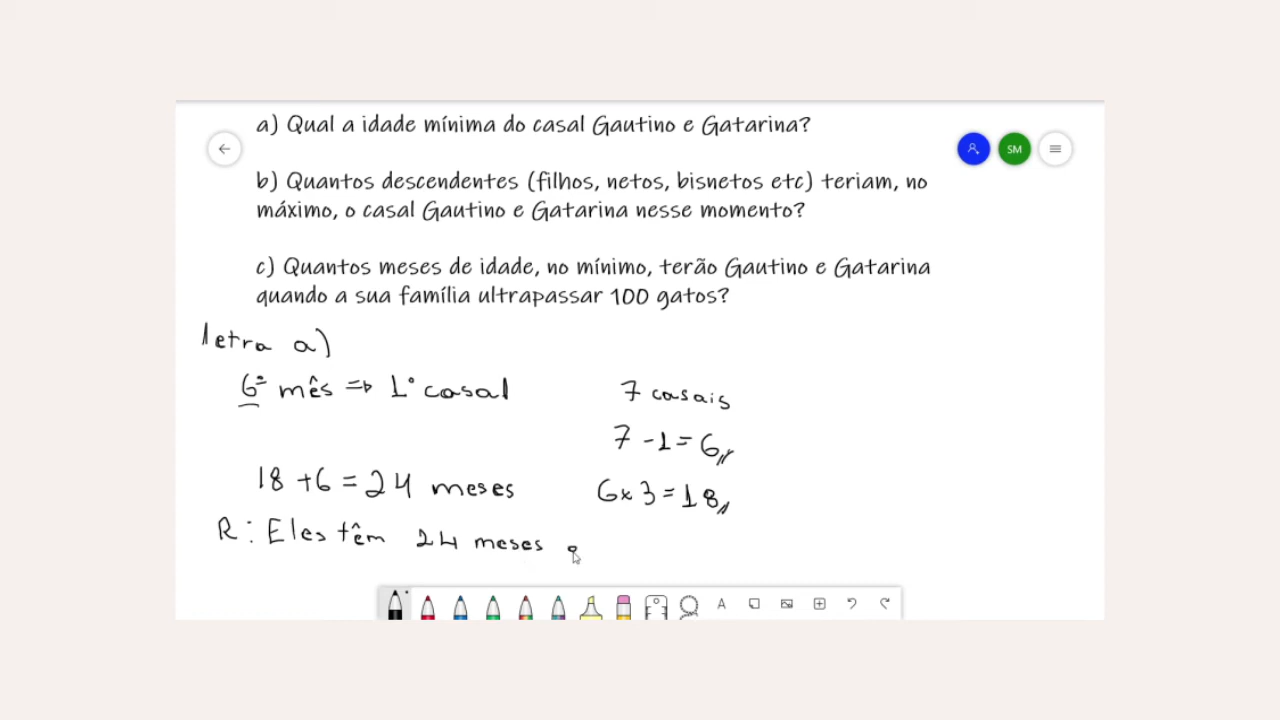 a) Qual a idade mínima do casal Gautino e Gatarina?
SM
b) Quantos descendentes (filhos, netos, bisnetos etc) teriam, no
máximo, o casal Gautino e Gatarina nesse momento?
c) Quantos meses de idade, no mínimo, terão Gautino e Gatarina
quando a sua família ultrapassar 100 gatos?
letra a)
6º mês => 1º casal
7 casais
7 - 1 = 6
18 + 6 = 24 meses
6 x 3 = 18
R: Eles têm 24 meses
A